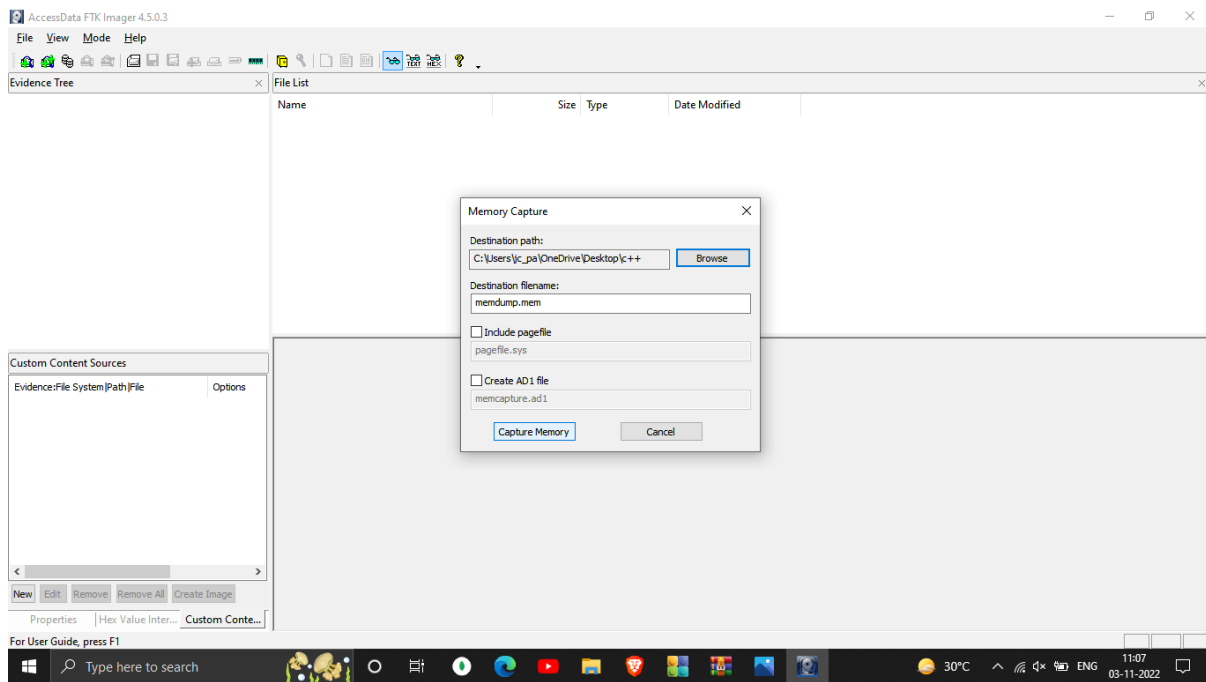 AccessData FTK Imager 4.5.0.3
File View Mode Help
TEXT HEX
Evidence Tree
File List
Name Size Type Date Modified
Memory Capture
Destination path:
C:\Users\jc_pa\OneDrive\Desktop\c++ Browse
Destination filename:
memdump.mem
Include pagefile
pagefile.sys
Create AD1 file
memcapture.ad1
Capture Memory Cancel
Custom Content Sources
Evidence:File System|Path|File Options
New Edit Remove Remove All Create Image
Properties Hex Value Inter... Custom Conte...
For User Guide, press F1
Type here to search
30°C ENG
11:07
03-11-2022